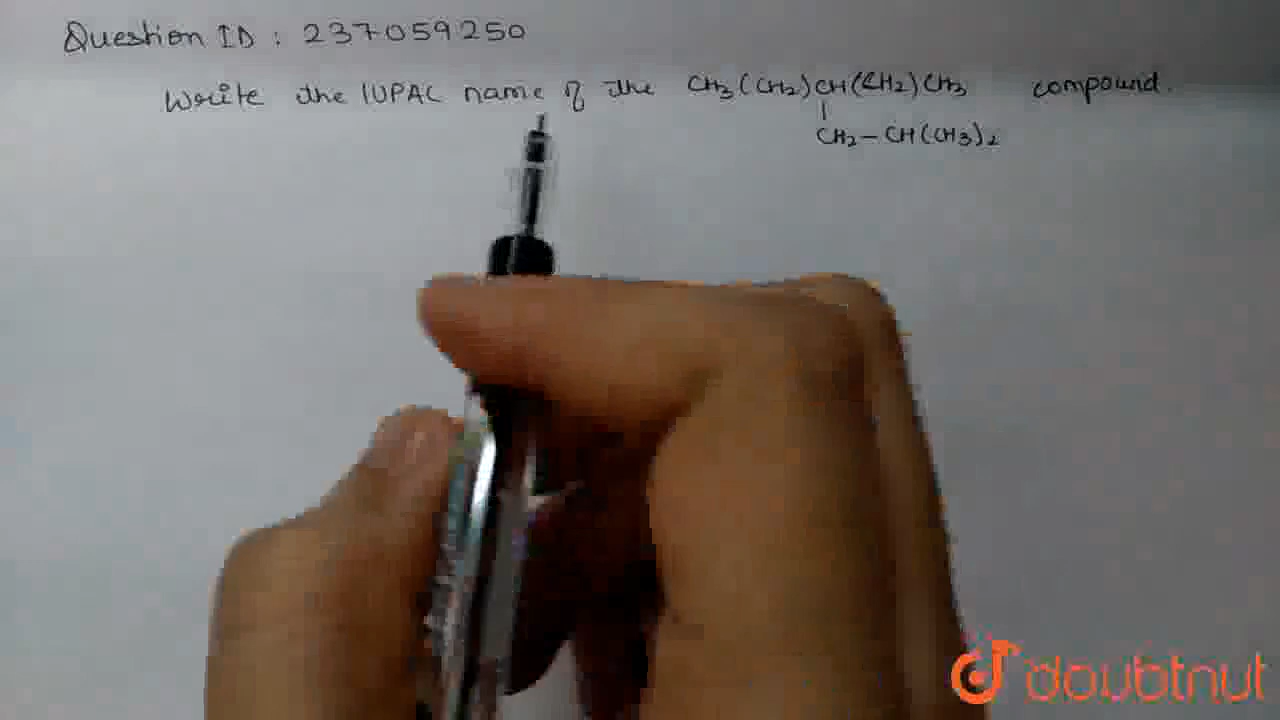 Question ID : 237059250
Write the IUPAC name of the CH3(CH2)CH(CH2)CH3 compound.
CH2-CH(CH3)2
doubtnut